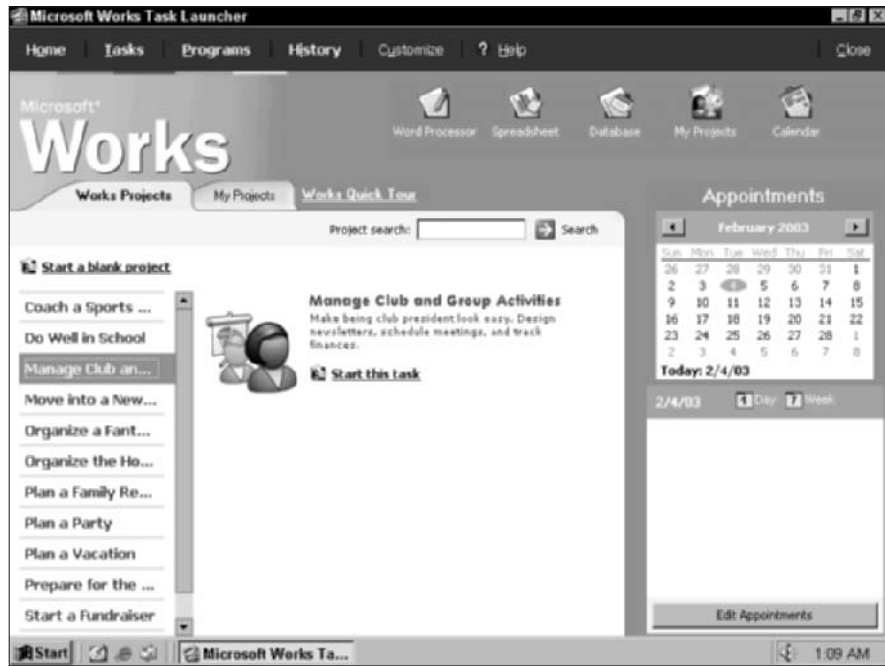 Microsoft Works Task Launcher
Home Tasks Programs History Customize ? Help Close
Microsoft®
Works
Word Processor Spreadsheet Database My Projects Calendar
Works Projects My Projects Works Quick Tour
Project search: Search
Start a blank project
Coach a Sports ...
Do Well in School
Manage Club an...
Move into a New...
Organize a Fant...
Organize the Ho...
Plan a Family Re...
Plan a Party
Plan a Vacation
Prepare for the ...
Start a Fundraiser
Manage Club and Group Activities
Make being club president look easy. Design
newsletters, schedule meetings, and track
finances.
Start this task
Appointments
February 2003
Sun Mon Tue Wed Thu Fri Sat
26 27 28 29 30 31 1
2 3 4 5 6 7 8
9 10 11 12 13 14 15
16 17 18 19 20 21 22
23 24 25 26 27 28 1
2 3 4 5 6 7 8
Today: 2/4/03
2/4/03 1 Day 7 Week
Edit Appointments
Start Microsoft Works Ta... 1:09 AM